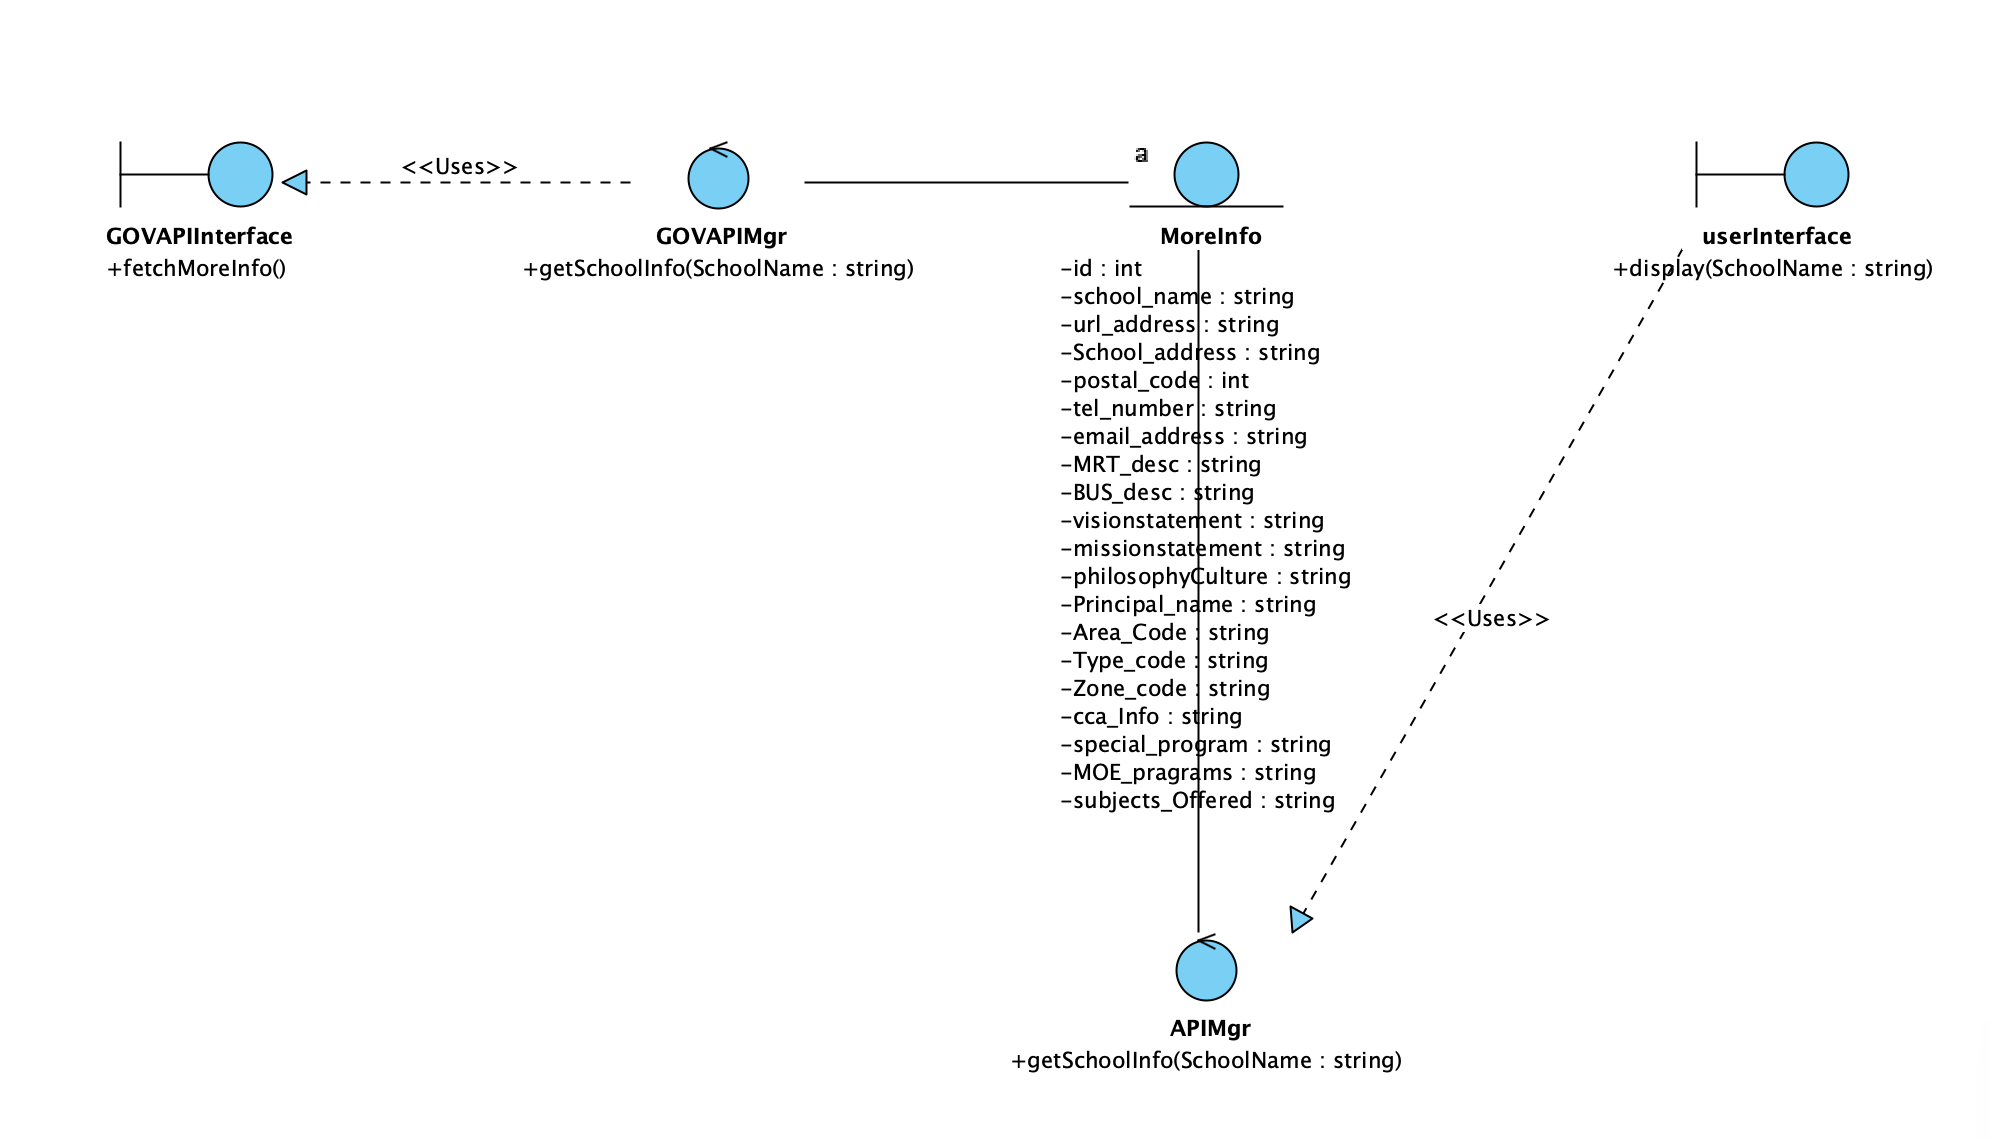 <<Uses>>
a
GOVAPIInterface
+fetchMoreInfo()
GOVAPIMgr
+getSchoolInfo(SchoolName : string)
MoreInfo
-id : int
-school_name : string
-url_address : string
-School_address : string
-postal_code : int
-tel_number : string
-email_address : string
-MRT_desc : string
-BUS_desc : string
-visionstatement : string
-missionstatement : string
-philosophyCulture : string
-Principal_name : string
-Area_Code : string
-Type_code : string
-Zone_code : string
-cca_Info : string
-special_program : string
-MOE_pragrams : string
-subjects_Offered : string
userInterface
+display(SchoolName : string)
<<Uses>>
APIMgr
+getSchoolInfo(SchoolName : string)